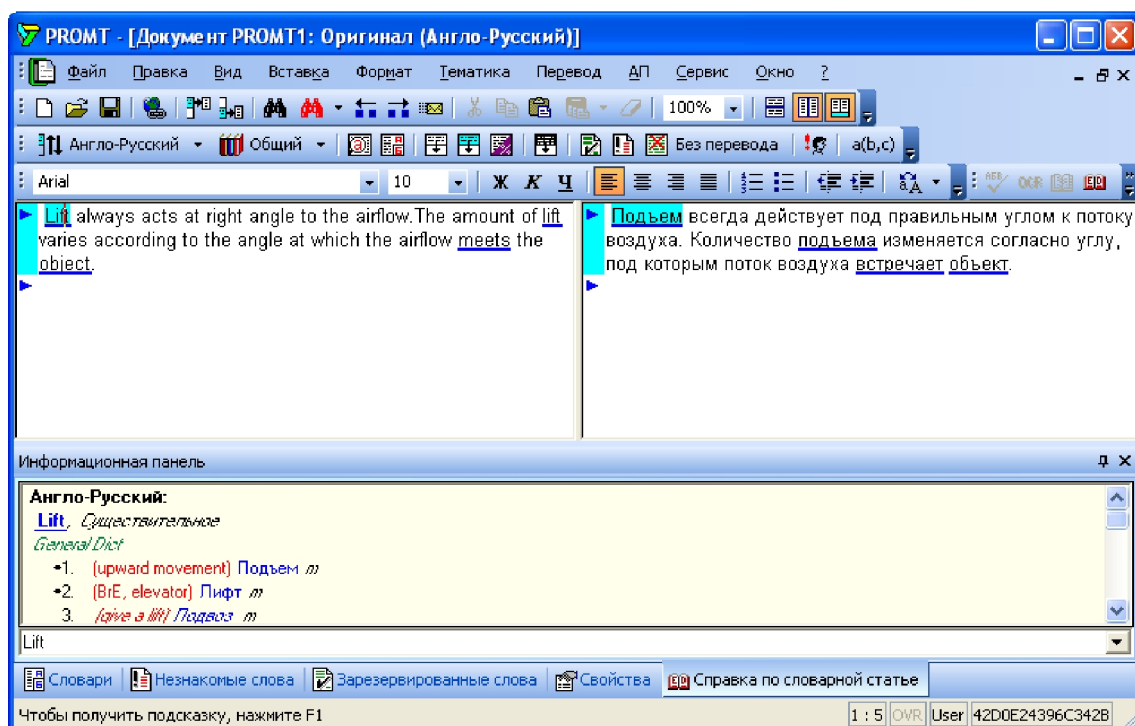 PROMT - [Документ PROMT1: Оригинал (Англо-Русский)]
Файл Правка Вид Вставка Формат Тематика Перевод АП Сервис Окно ?
100%
Англо-Русский Общий Без перевода a(b,c)
Arial 10 Ж К Ч
Lift always acts at right angle to the airflow.The amount of lift
varies according to the angle at which the airflow meets the
object.
Подъем всегда действует под правильным углом к потоку
воздуха. Количество подъема изменяется согласно углу,
под которым поток воздуха встречает объект.
Информационная панель
Англо-Русский:
Lift, Существительное
General Dict
1. (upward movement) Подъем m
2. (BrE, elevator) Лифт m
3. (give a lift) Подвоз m
Lift
Словари Незнакомые слова Зарезервированные слова Свойства Справка по словарной статье
Чтобы получить подсказку, нажмите F1 1 : 5 OVR User 42D0E24396C342B